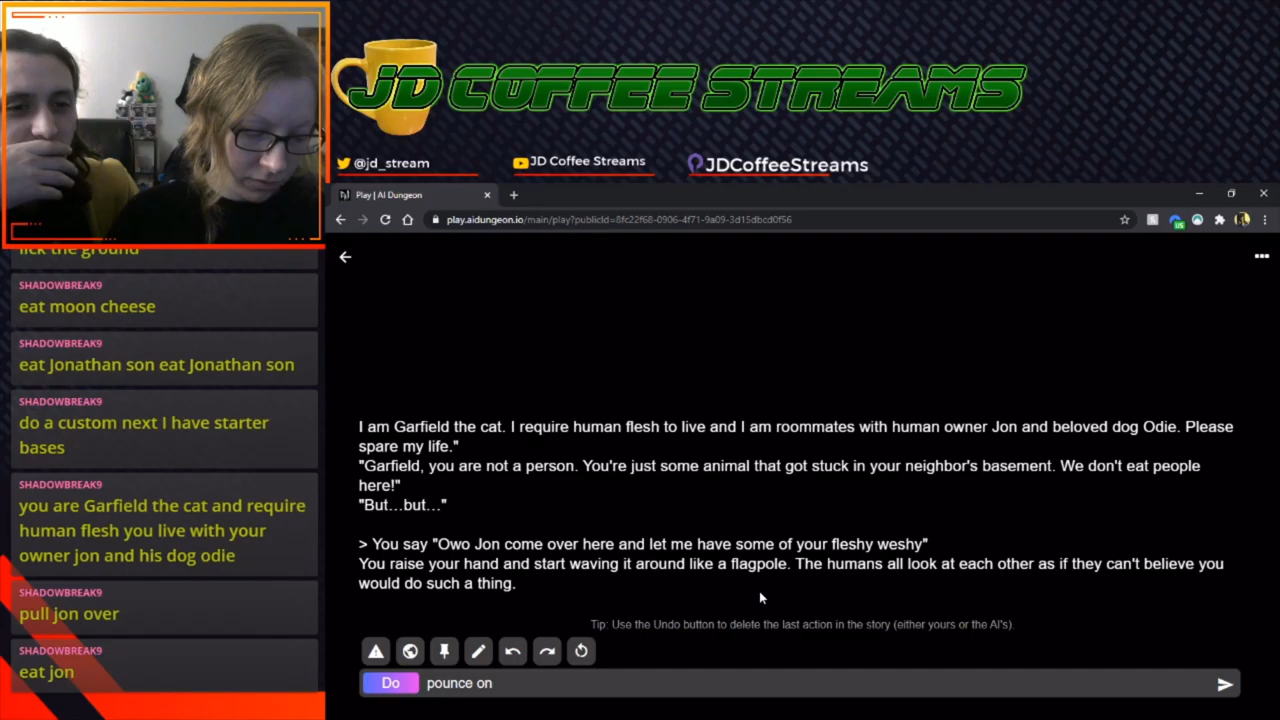 JD COFFEE STREAMS
@jd_stream
JD Coffee Streams
JDCoffeeStreams
Play | AI Dungeon
play.aidungeon.io/main/play?publicId=8fc22f68-0906-4f71-9a09-3d15dbcd0f56
US
lick the ground
SHADOWBREAK9
eat moon cheese
SHADOWBREAK9
eat Jonathan son eat Jonathan son
SHADOWBREAK9
do a custom next I have starter
bases
SHADOWBREAK9
you are Garfield the cat and require
human flesh you live with your
owner jon and his dog odie
SHADOWBREAK9
pull jon over
SHADOWBREAK9
eat jon
I am Garfield the cat. I require human flesh to live and I am roommates with human owner Jon and beloved dog Odie. Please
spare my life."
"Garfield, you are not a person. You're just some animal that got stuck in your neighbor's basement. We don't eat people
here!"
"But...but..."
> You say "Owo Jon come over here and let me have some of your fleshy weshy"
You raise your hand and start waving it around like a flagpole. The humans all look at each other as if they can't believe you
would do such a thing.
Tip: Use the Undo button to delete the last action in the story (either yours or the AI's).
Do
pounce on